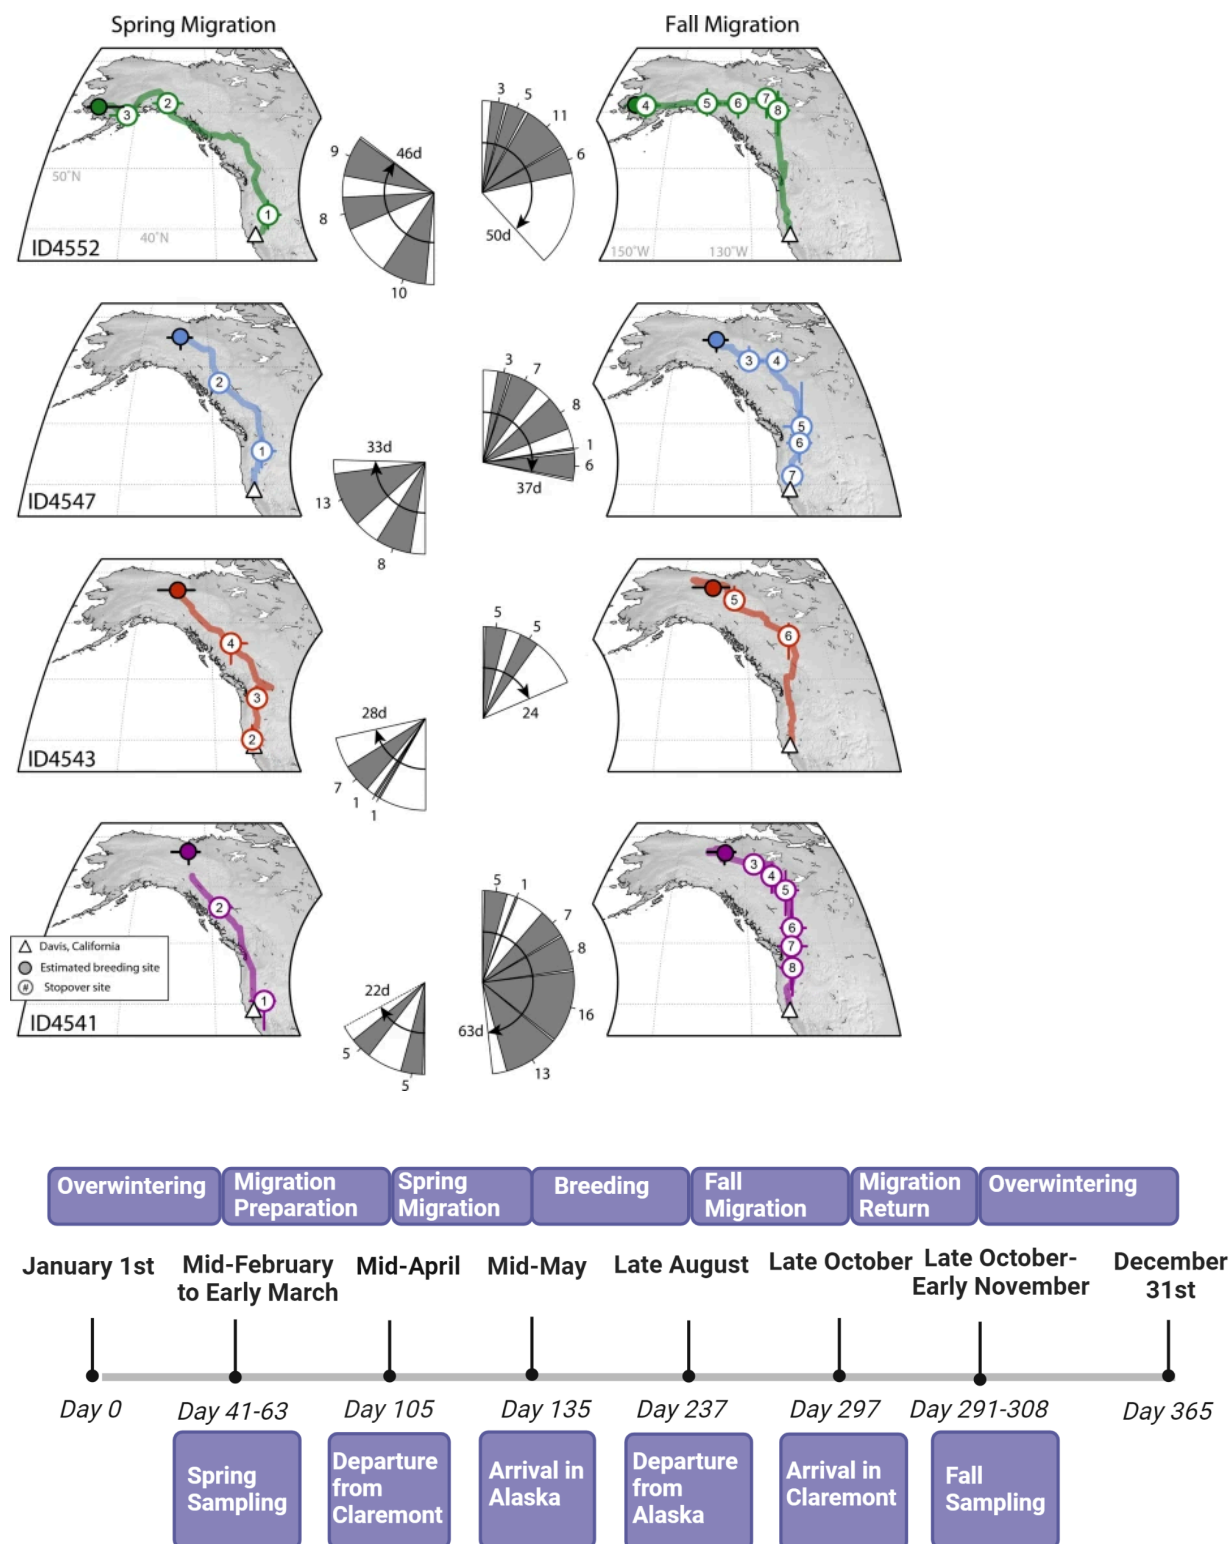 Spring Migration
Fall Migration
2
3
1
50°N
40°N
ID4552
9
46d
8
10
3
5
11
6
50d
4
5
6
7
8
150°W
130°W
2
1
ID4547
33d
13
8
3
7
8
1
6
37d
3
4
5
6
7
4
3
2
ID4543
28d
7
1
1
5
5
24
5
6
2
1
Davis, California
Estimated breeding site
# Stopover site
ID4541
22d
5
5
5
1
7
8
16
13
63d
3
4
5
6
7
8
Overwintering
Migration
Preparation
Spring
Migration
Breeding
Fall
Migration
Migration
Return
Overwintering
January 1st
Mid-February
to Early March
Mid-April
Mid-May
Late August
Late October
Late October-
Early November
December
31st
Day 0
Day 41-63
Day 105
Day 135
Day 237
Day 297
Day 291-308
Day 365
Spring
Sampling
Departure
from
Claremont
Arrival in
Alaska
Departure
from
Alaska
Arrival in
Claremont
Fall
Sampling